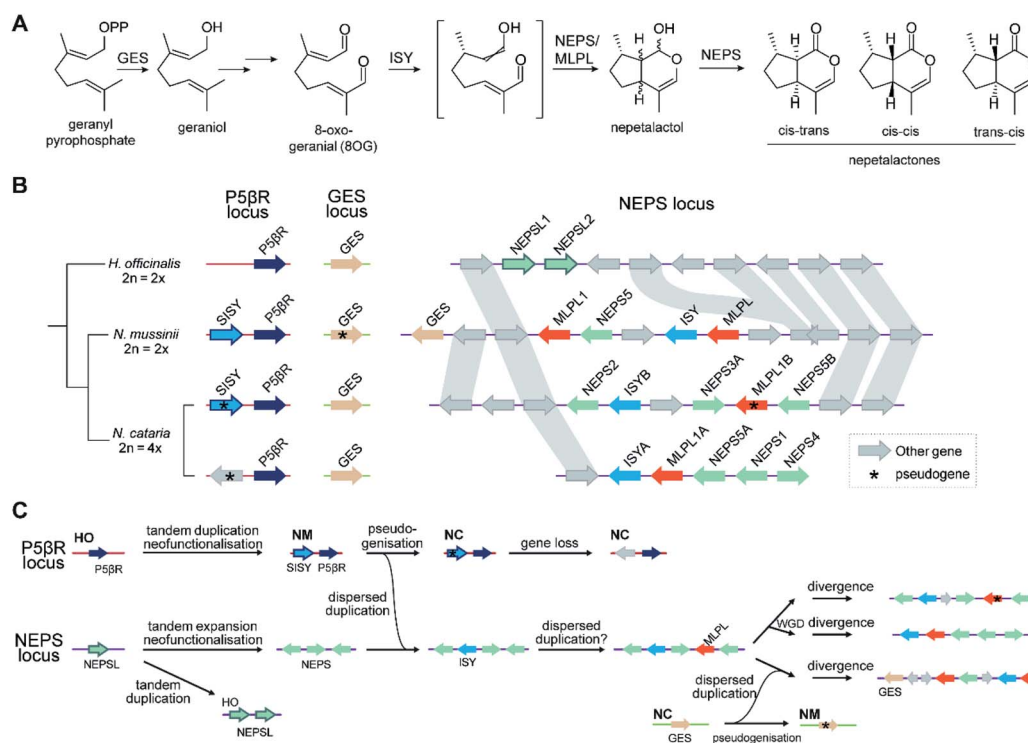 A
OPP
GES
OH
geranyl
pyrophosphate
geraniol
O
O
8-oxo-
geranial (8OG)
ISY
OH
O
NEPS/
MLPL
H
OH
O
H
nepetalactol
NEPS
H
O
O
H
cis-trans
H
O
O
H
cis-cis
H
O
O
H
trans-cis
nepetalactones
B
P5βR
locus
GES
locus
NEPS locus
H. officinalis
2n = 2x
P5βR
GES
NEPSL1
NEPSL2
N. mussinii
2n = 2x
SISY
P5βR
GES
*
GES
MLPL1
NEPS5
ISY
MLPL
N. cataria
2n = 4x
SISY
*
P5βR
GES
NEPS2
ISYB
NEPS3A
MLPL1B
*
NEPS5B
*
P5βR
GES
ISYA
MLPL1A
NEPS5A
NEPS1
NEPS4
Other gene
* pseudogene
C
P5βR
locus
HO
P5βR
tandem duplication
neofunctionalisation
NM
SISY P5βR
pseudo-
genisation
NC
*
gene loss
NC
dispersed
duplication
NEPS
locus
NEPSL
tandem expansion
neofunctionalisation
NEPS
ISY
dispersed
duplication?
MLPL
divergence
*
WGD
divergence
divergence
GES
tandem
duplication
HO
NEPSL
dispersed
duplication
NC
GES
pseudogenisation
NM
*